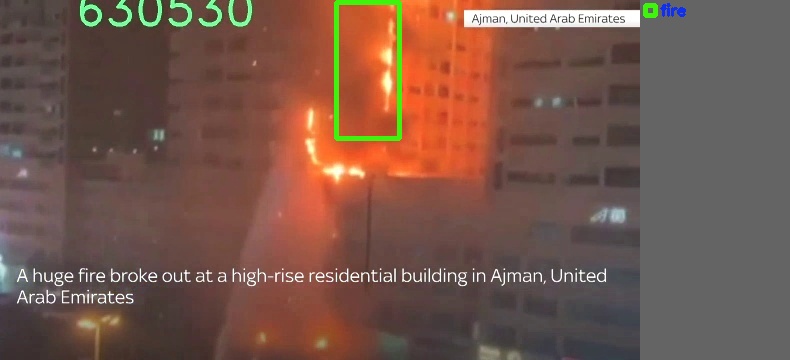 630530
Ajman, United Arab Emirates
fire
A huge fire broke out at a high-rise residential building in Ajman, United
Arab Emirates